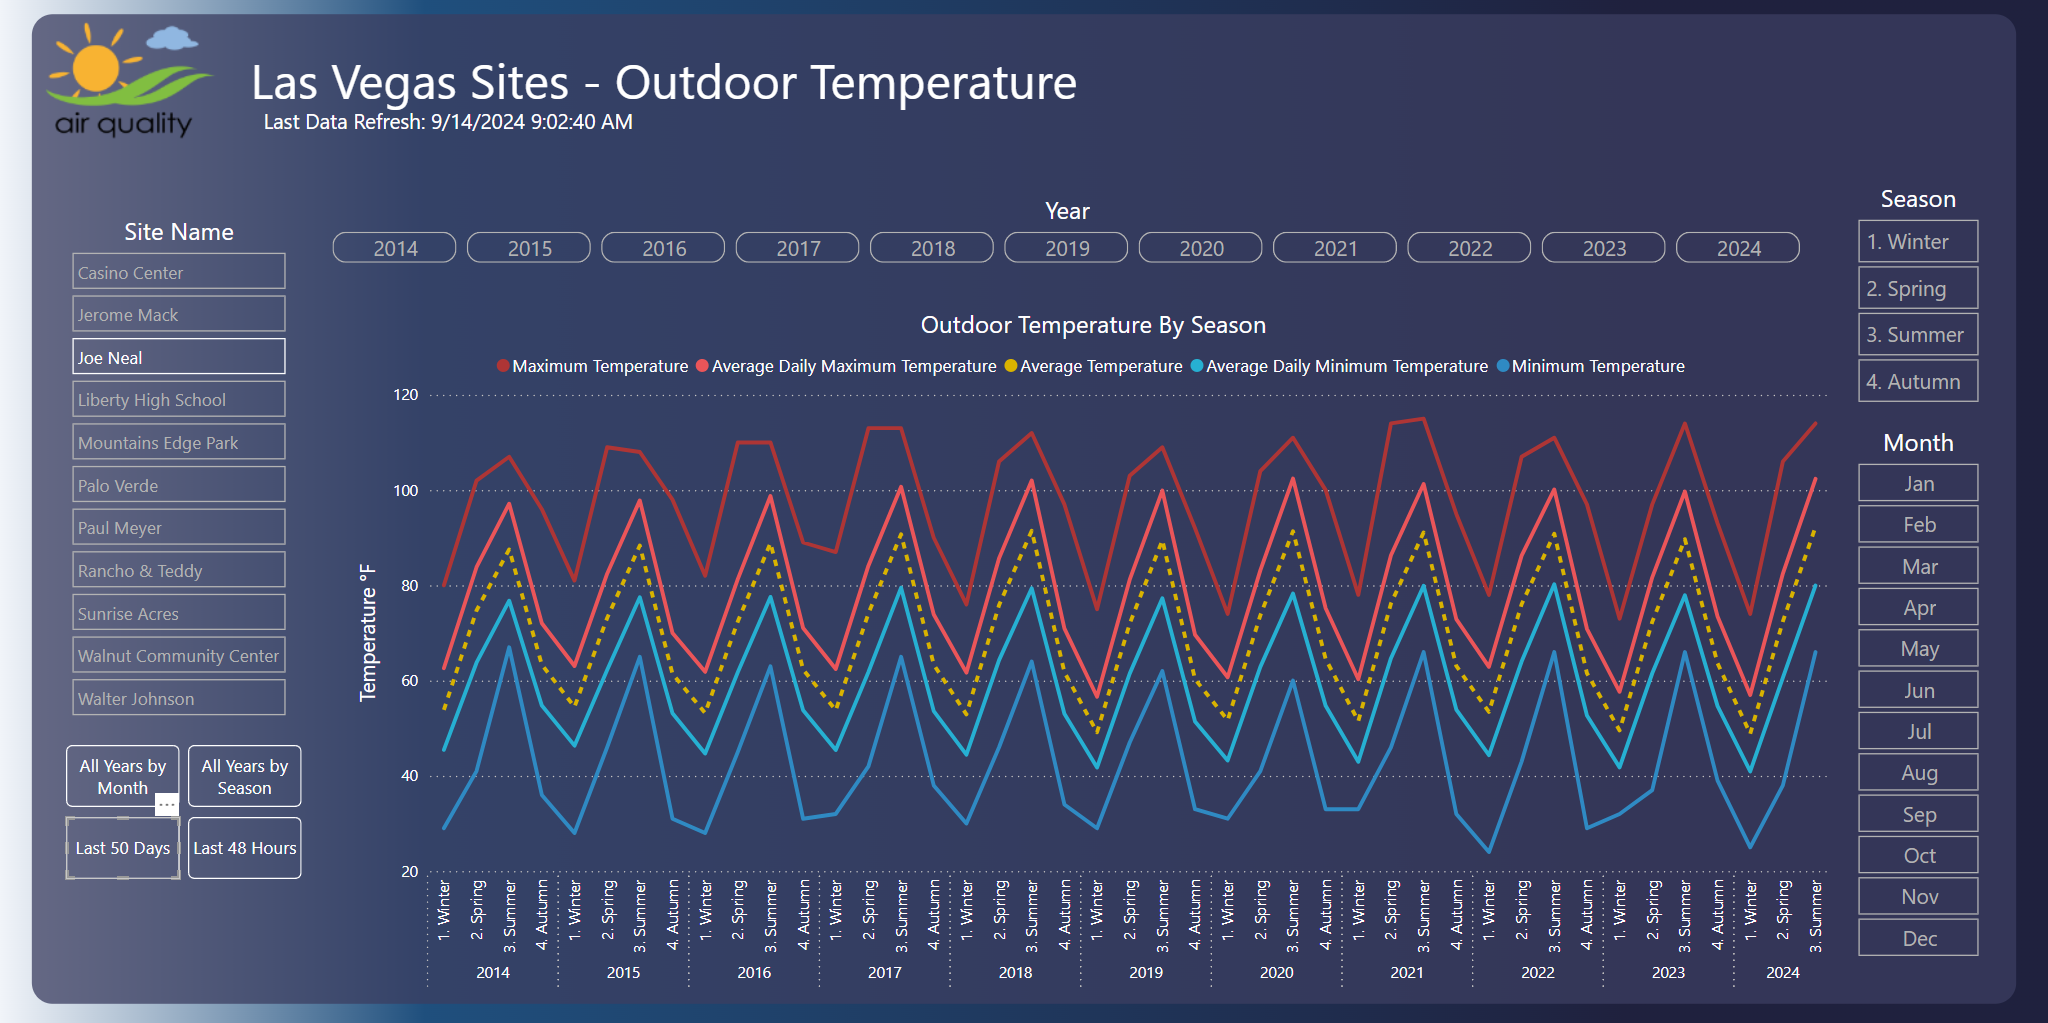 air quality
Las Vegas Sites - Outdoor Temperature
Last Data Refresh: 9/14/2024 9:02:40 AM
Site Name
Casino Center
Jerome Mack
Joe Neal
Liberty High School
Mountains Edge Park
Palo Verde
Paul Meyer
Rancho & Teddy
Sunrise Acres
Walnut Community Center
Walter Johnson
All Years by
Month
All Years by
Season
...
Last 50 Days
Last 48 Hours
Year
2014 2015 2016 2017 2018 2019 2020 2021 2022 2023 2024
Outdoor Temperature By Season
Maximum Temperature Average Daily Maximum Temperature Average Temperature Average Daily Minimum Temperature Minimum Temperature
Temperature °F
120
100
80
60
40
20
1. Winter 2. Spring 3. Summer 4. Autumn 1. Winter 2. Spring 3. Summer 4. Autumn 1. Winter 2. Spring 3. Summer 4. Autumn 1. Winter 2. Spring 3. Summer 4. Autumn 1. Winter 2. Spring 3. Summer 4. Autumn 1. Winter 2. Spring 3. Summer 4. Autumn 1. Winter 2. Spring 3. Summer 4. Autumn 1. Winter 2. Spring 3. Summer 4. Autumn 1. Winter 2. Spring 3. Summer 4. Autumn 1. Winter 2. Spring 3. Summer 4. Autumn 1. Winter 2. Spring 3. Summer
2014 2015 2016 2017 2018 2019 2020 2021 2022 2023 2024
Season
1. Winter
2. Spring
3. Summer
4. Autumn
Month
Jan
Feb
Mar
Apr
May
Jun
Jul
Aug
Sep
Oct
Nov
Dec